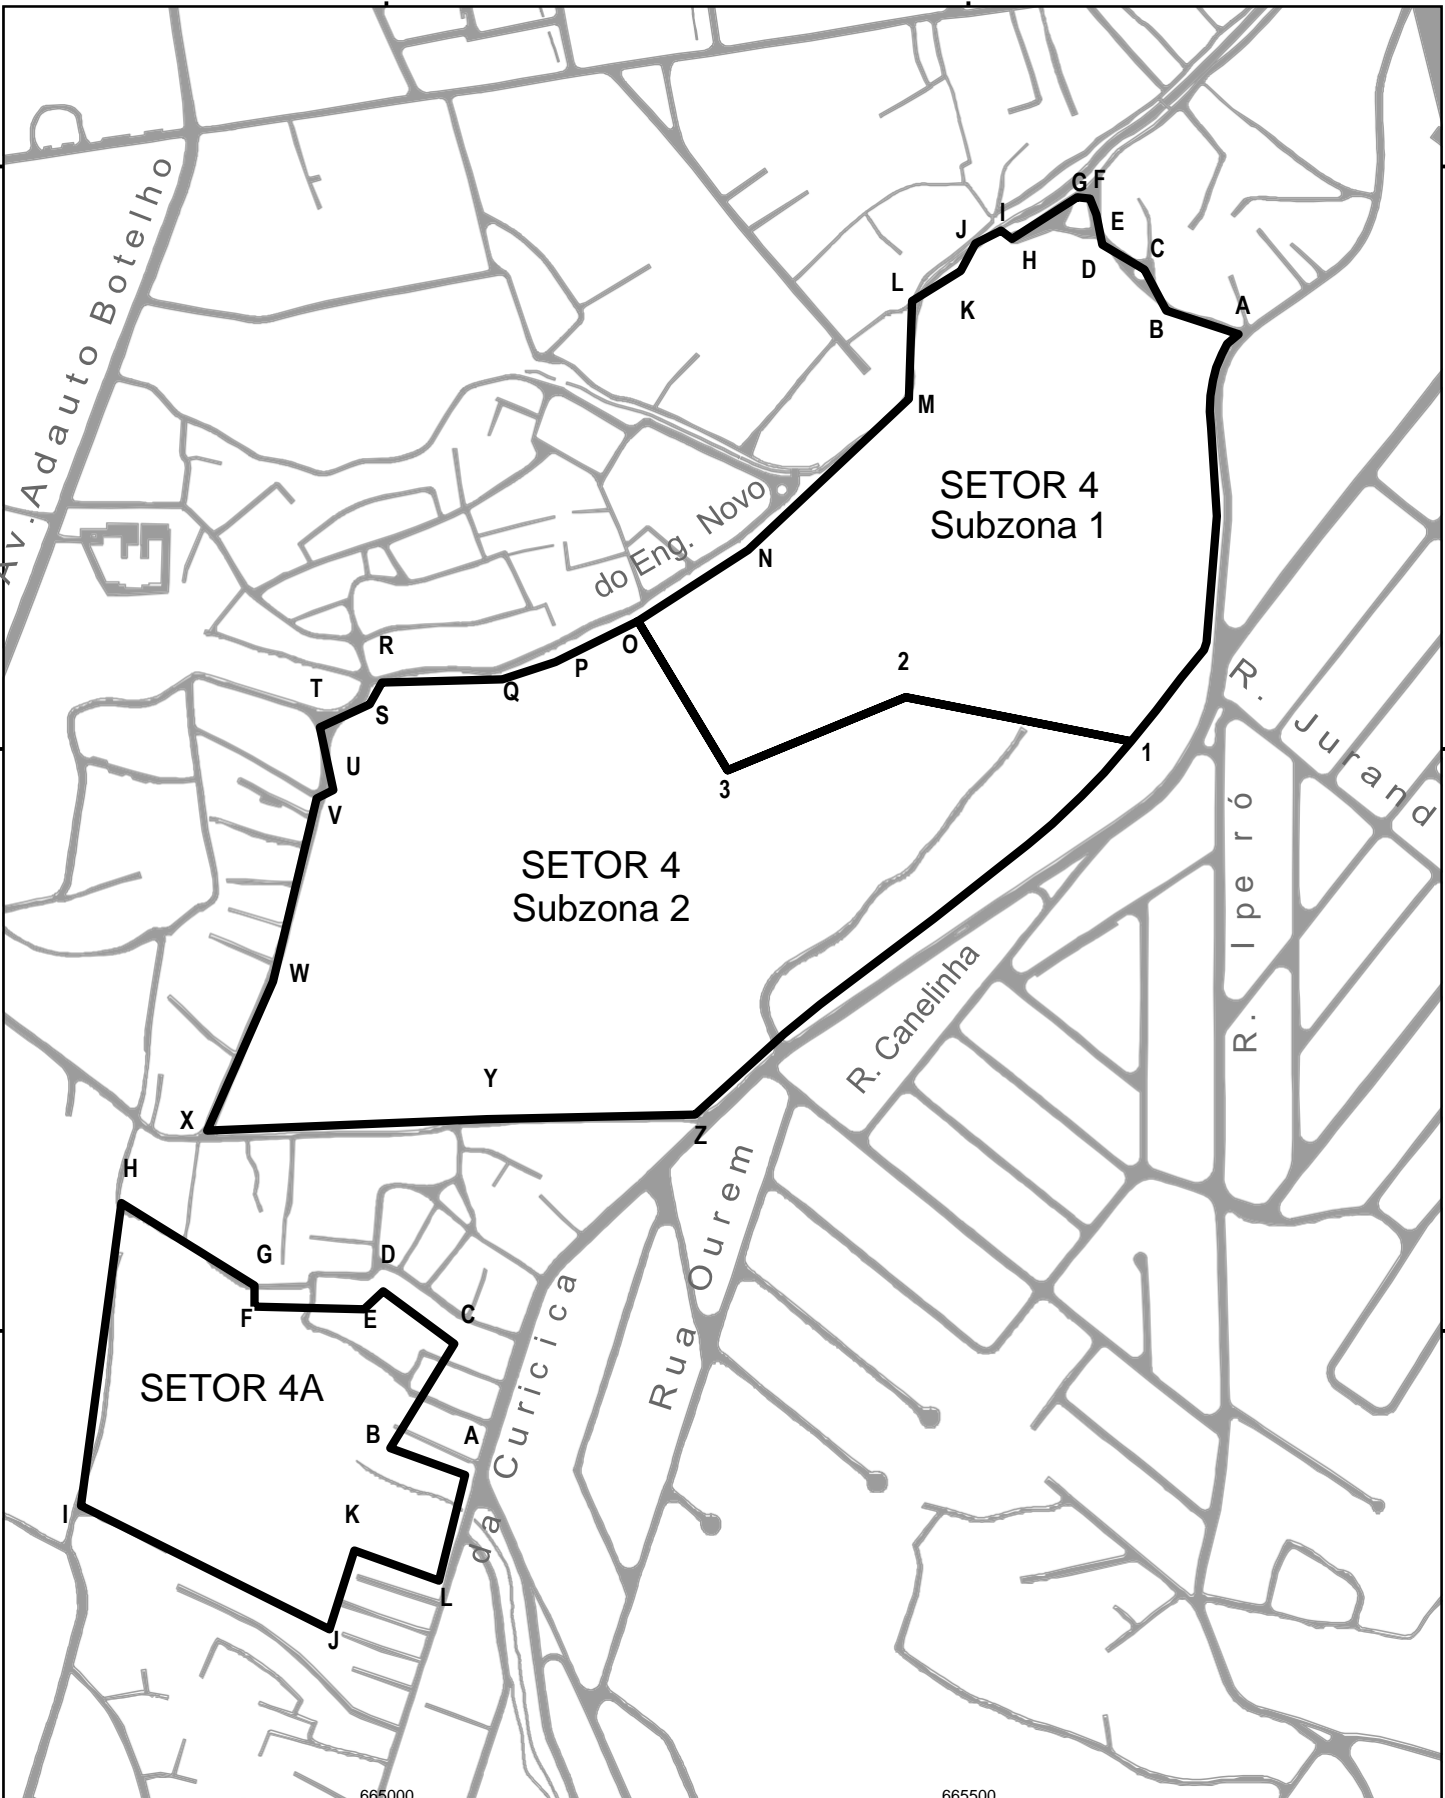 Av. Adauto Botelho
G F
I
E
J
C
H
D
L
K
A
B
M
SETOR 4
Subzona 1
do Eng. Novo
N
O
R
P
2
R. Jurand
T
Q
S
1
U
3
V
R. Iperó
SETOR 4
Subzona 2
W
R. Canelinha
Y
X
Z
H
Rua Ourem
G
D
F
E
C
da Curicica
SETOR 4A
B
A
I
K
L
J
665000
665500